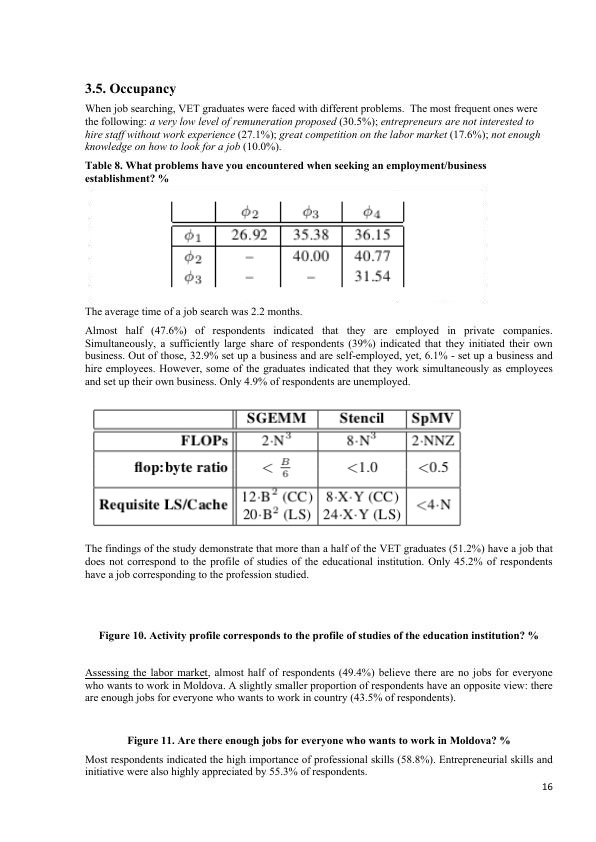 3.5. Occupancy
When job searching, VET graduates were faced with different problems. The most frequent ones were
the following: a very low level of remuneration proposed (30.5%); entrepreneurs are not interested to
hire staff without work experience (27.1%); great competition on the labor market (17.6%); not enough
knowledge on how to look for a job (10.0%).
Table 8. What problems have you encountered when seeking an employment/business
establishment? %
ϕ2 ϕ3 ϕ4
ϕ1 26.92 35.38 36.15
ϕ2 – 40.00 40.77
ϕ3 – – 31.54
The average time of a job search was 2.2 months.
Almost half (47.6%) of respondents indicated that they are employed in private companies.
Simultaneously, a sufficiently large share of respondents (39%) indicated that they initiated their own
business. Out of those, 32.9% set up a business and are self-employed, yet, 6.1% - set up a business and
hire employees. However, some of the graduates indicated that they work simultaneously as employees
and set up their own business. Only 4.9% of respondents are unemployed.
SGEMM Stencil SpMV
FLOPs 2·N³ 8·N³ 2·NNZ
flop:byte ratio < B/6 <1.0 <0.5
Requisite LS/Cache 12·B² (CC) 8·X·Y (CC) <4·N
20·B² (LS) 24·X·Y (LS)
The findings of the study demonstrate that more than a half of the VET graduates (51.2%) have a job that
does not correspond to the profile of studies of the educational institution. Only 45.2% of respondents
have a job corresponding to the profession studied.
Figure 10. Activity profile corresponds to the profile of studies of the education institution? %
Assessing the labor market, almost half of respondents (49.4%) believe there are no jobs for everyone
who wants to work in Moldova. A slightly smaller proportion of respondents have an opposite view: there
are enough jobs for everyone who wants to work in country (43.5% of respondents).
Figure 11. Are there enough jobs for everyone who wants to work in Moldova? %
Most respondents indicated the high importance of professional skills (58.8%). Entrepreneurial skills and
initiative were also highly appreciated by 55.3% of respondents.
16